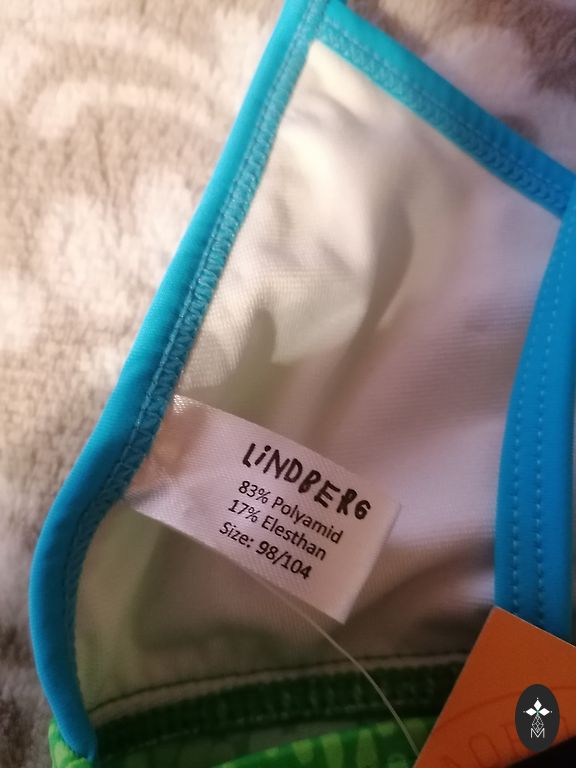 LiNDBERG
83% Polyamid
17% Elesthan
Size: 98/104